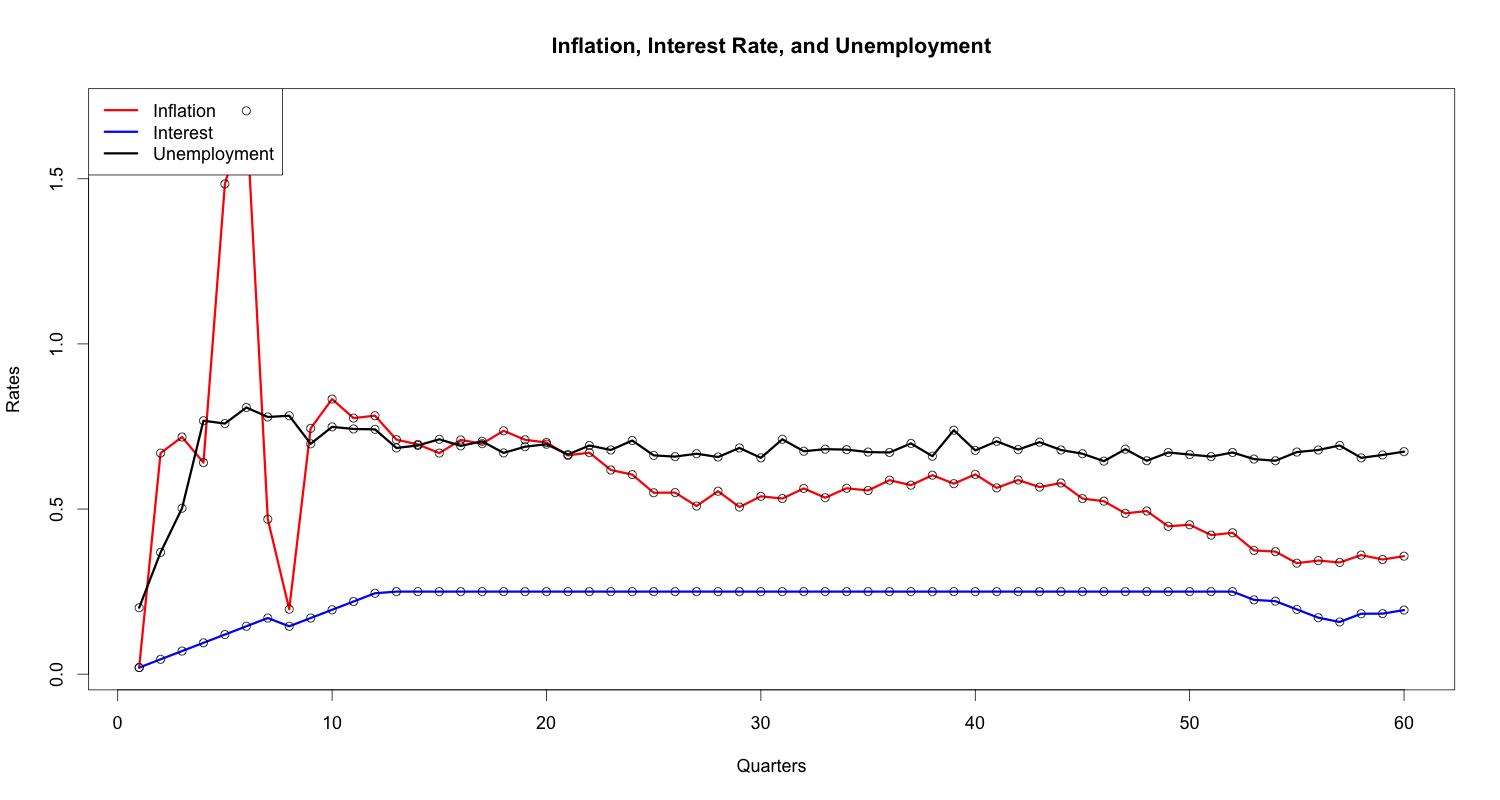 Inflation, Interest Rate, and Unemployment
Inflation
Interest
Unemployment
Rates
1.5
1.0
0.5
0.0
0 10 20 30 40 50 60
Quarters